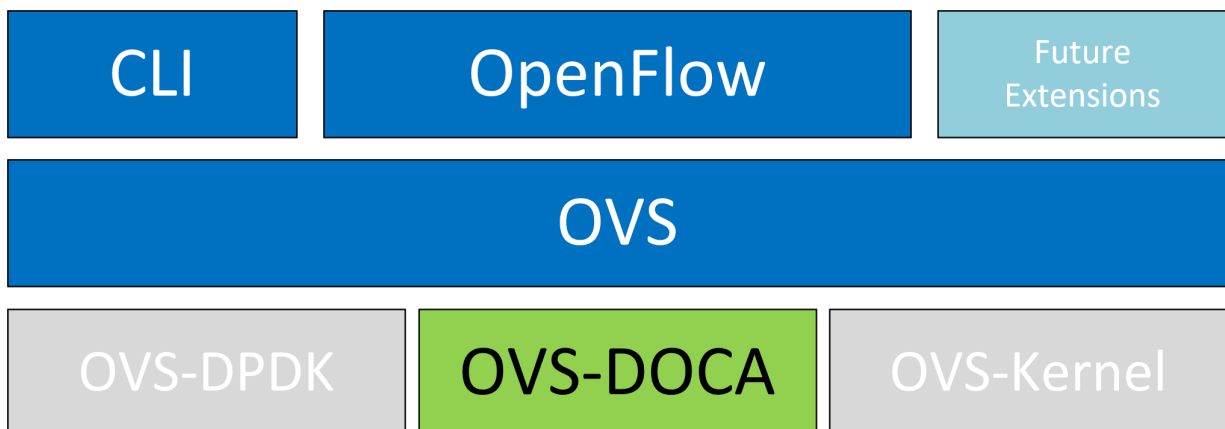 CLI
OpenFlow
Future
Extensions
OVS
OVS-DPDK
OVS-DOCA
OVS-Kernel